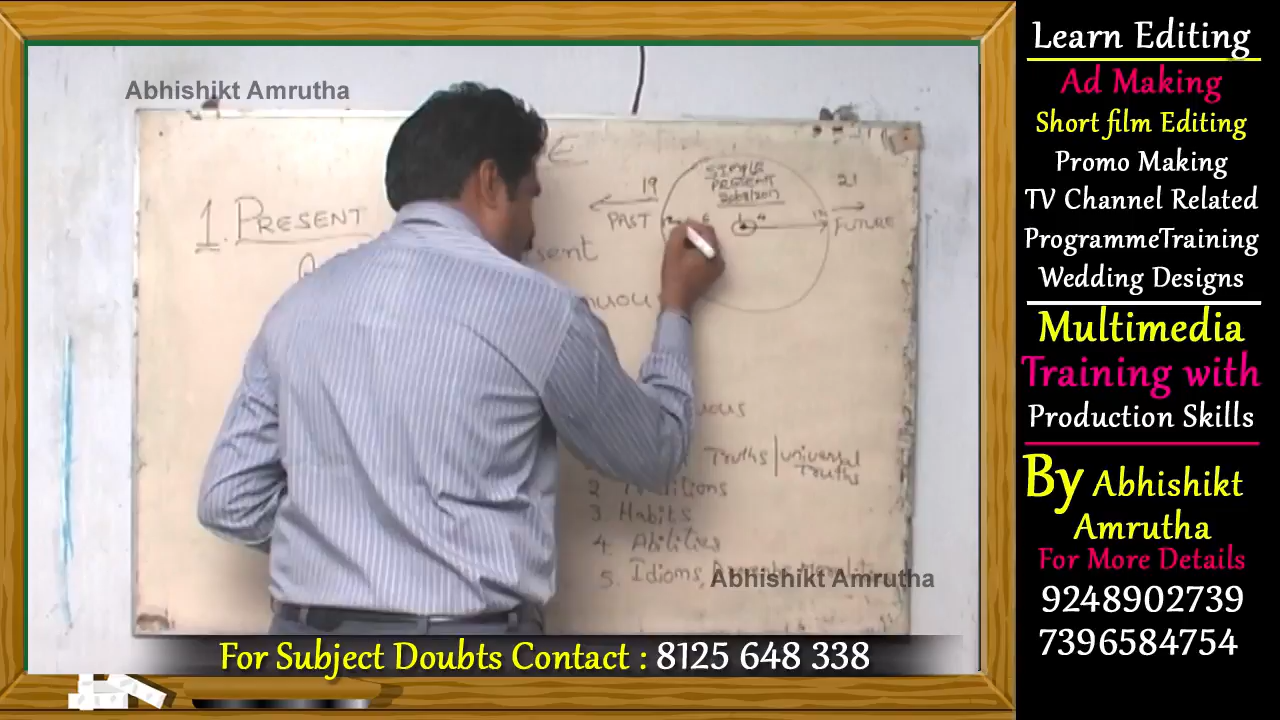 Abhishikt Amrutha
1. PRESENT
sent
19
PAST
SIMPLE
PRESENT
21
FUTURE
4
12
Truths | universal
Truths
2
3 Habits
4. Abilities
5. Idioms,
Abhishikt Amrutha
For Subject Doubts Contact : 8125 648 338
Learn Editing
Ad Making
Short film Editing
Promo Making
TV Channel Related
ProgrammeTraining
Wedding Designs
Multimedia
Training with
Production Skills
By Abhishikt
Amrutha
For More Details
9248902739
7396584754